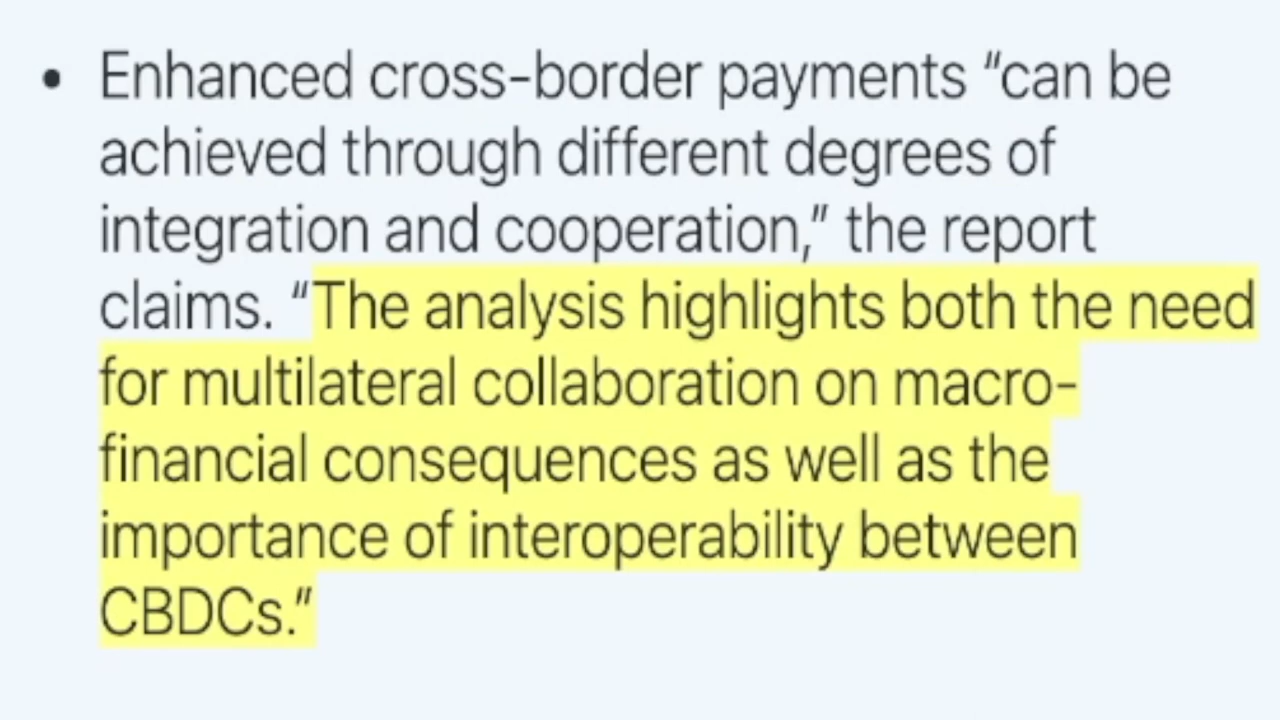 • Enhanced cross-border payments “can be
achieved through different degrees of
integration and cooperation,” the report
claims. “The analysis highlights both the need
for multilateral collaboration on macro-
financial consequences as well as the
importance of interoperability between
CBDCs.”